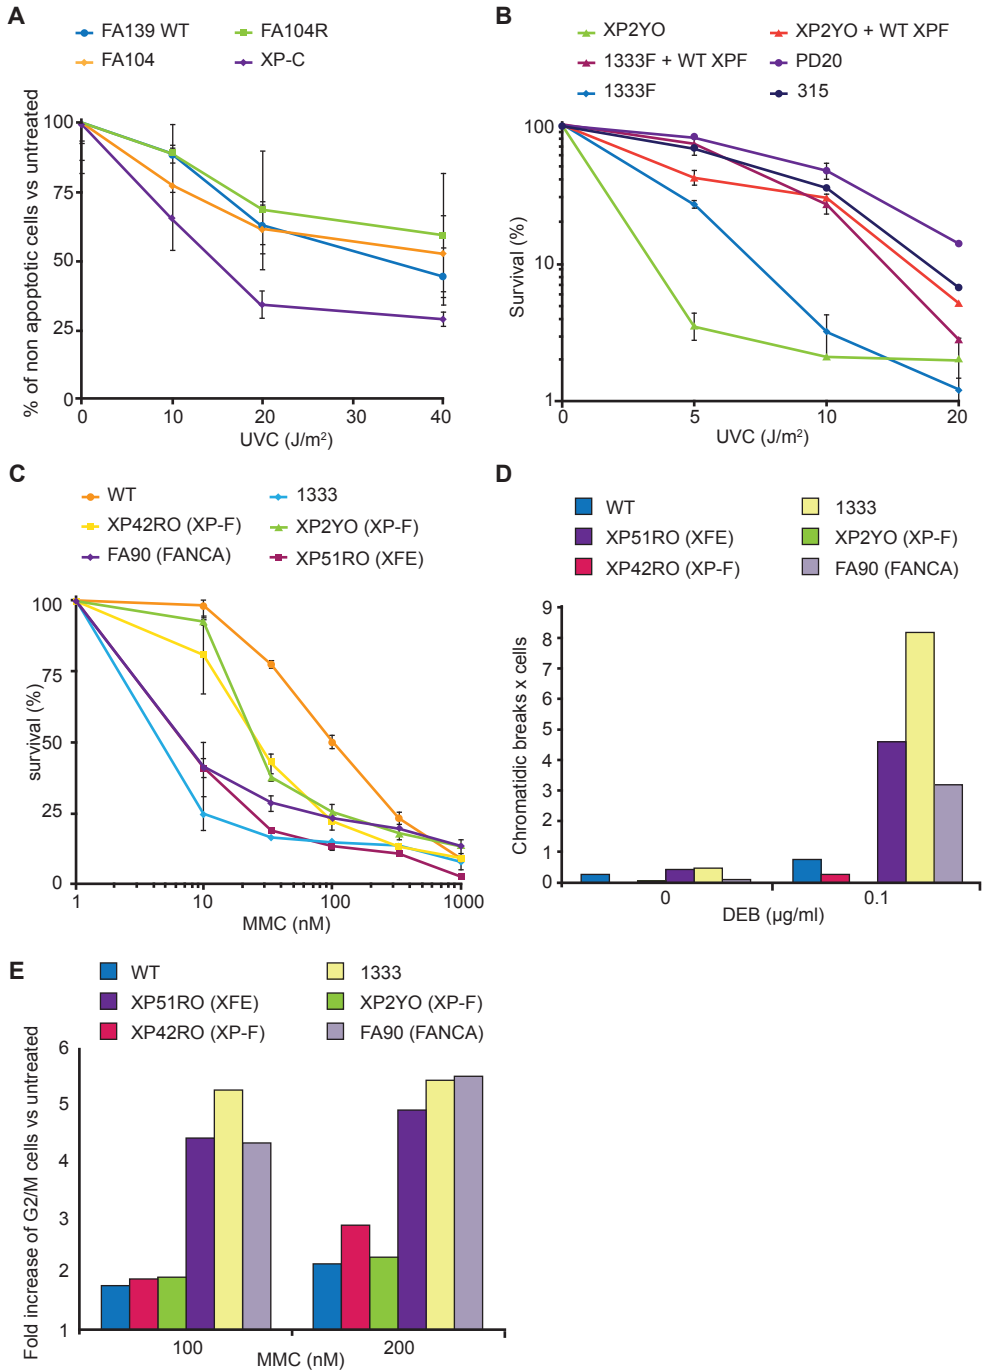 A
FA139 WT
FA104R
FA104
XP-C
% of non apoptotic cells vs untreated
100
75
50
25
0
0 10 20 30 40
UVC (J/m²)
B
XP2YO
XP2YO + WT XPF
1333F + WT XPF
PD20
1333F
315
Survival (%)
100
10
1
0 5 10 20
UVC (J/m²)
C
WT
1333
XP42RO (XP-F)
XP2YO (XP-F)
FA90 (FANCA)
XP51RO (XFE)
survival (%)
100
75
50
25
0
1 10 100 1000
MMC (nM)
D
WT
1333
XP51RO (XFE)
XP2YO (XP-F)
XP42RO (XP-F)
FA90 (FANCA)
Chromatidic breaks x cells
9
8
7
6
5
4
3
2
1
0
0 0.1
DEB (µg/ml)
E
WT
1333
XP51RO (XFE)
XP2YO (XP-F)
XP42RO (XP-F)
FA90 (FANCA)
Fold increase of G2/M cells vs untreated
6
5
4
3
2
1
100 200
MMC (nM)